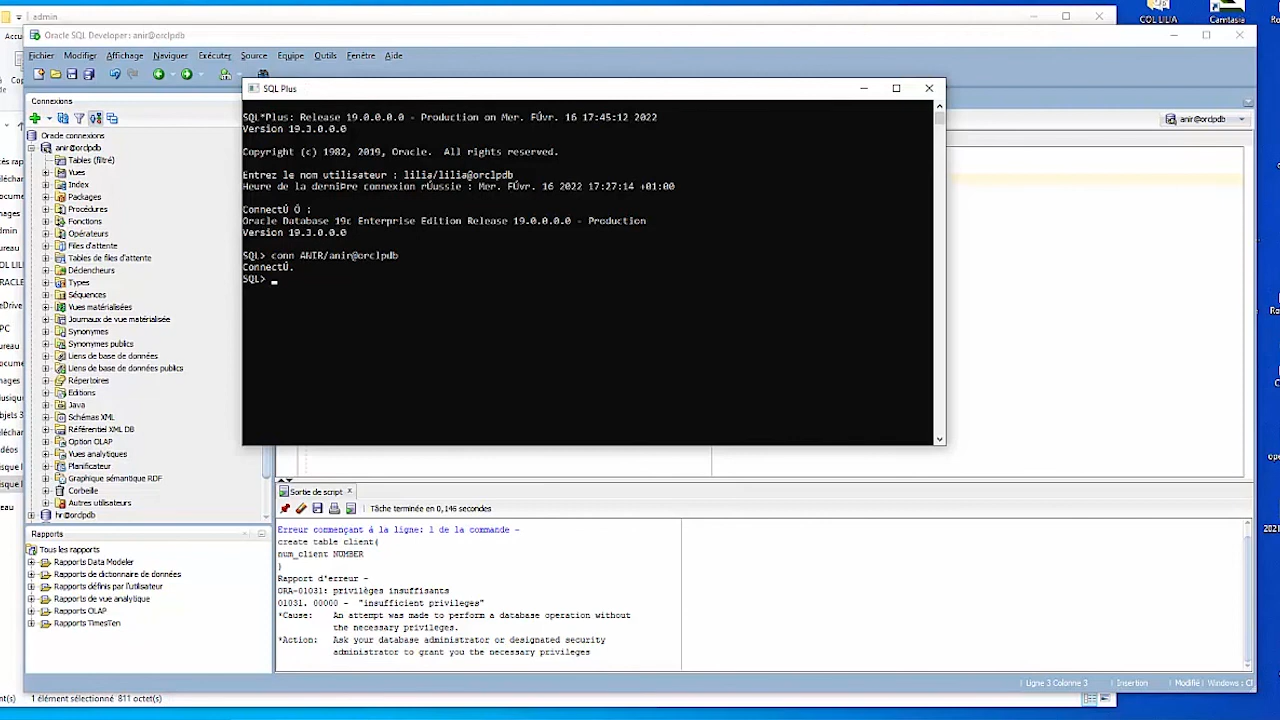 admin
COL LILIA
Camtasia
Oracle SQL Developer: anir@orclpdb
Fichier Modifier Affichage Naviguer Exécuter Source Equipe Outils Fenêtre Aide
Connexions
Oracle connexions
anir@orclpdb
Tables (filtré)
Vues
Index
Packages
Procédures
Fonctions
Opérateurs
Files d'attente
Tables de files d'attente
Déclencheurs
Types
Séquences
Vues matérialisées
Journaux de vue matérialisée
Synonymes
Synonymes publics
Liens de base de données
Liens de base de données publics
Répertoires
Editions
Java
Schémas XML
Référentiel XML DB
Option OLAP
Vues analytiques
Planificateur
Graphique sémantique RDF
Corbeille
Autres utilisateurs
hr@orclpdb
Rapports
Tous les rapports
Rapports Data Modeler
Rapports de dictionnaire de données
Rapports définis par l'utilisateur
Rapports de vue analytique
Rapports OLAP
Rapports TimesTen
SQL Plus
SQL*Plus: Release 19.0.0.0.0 - Production on Mer. FÚvr. 16 17:45:12 2022
Version 19.3.0.0.0
Copyright (c) 1982, 2019, Oracle.  All rights reserved.
Entrez le nom utilisateur : lilia/lilia@orclpdb
Heure de la derniÞre connexion rÚussie : Mer. FÚvr. 16 2022 17:27:14 +01:00
ConnectÚ Ó :
Oracle Database 19c Enterprise Edition Release 19.0.0.0.0 - Production
Version 19.3.0.0.0
SQL> conn ANIR/anir@orclpdb
ConnectÚ.
SQL>
anir@orclpdb
Sortie de script
Tâche terminée en 0,146 secondes
Erreur commençant à la ligne: 1 de la commande -
create table client(
num_client NUMBER
)
Rapport d'erreur -
ORA-01031: privilèges insuffisants
01031. 00000 -  "insufficient privileges"
*Cause:    An attempt was made to perform a database operation without
the necessary privileges.
*Action:   Ask your database administrator or designated security
administrator to grant you the necessary privileges
Ligne 3 Colonne 3 Insertion Modifié Windows: Cl
1 élément sélectionné 811 octet(s)